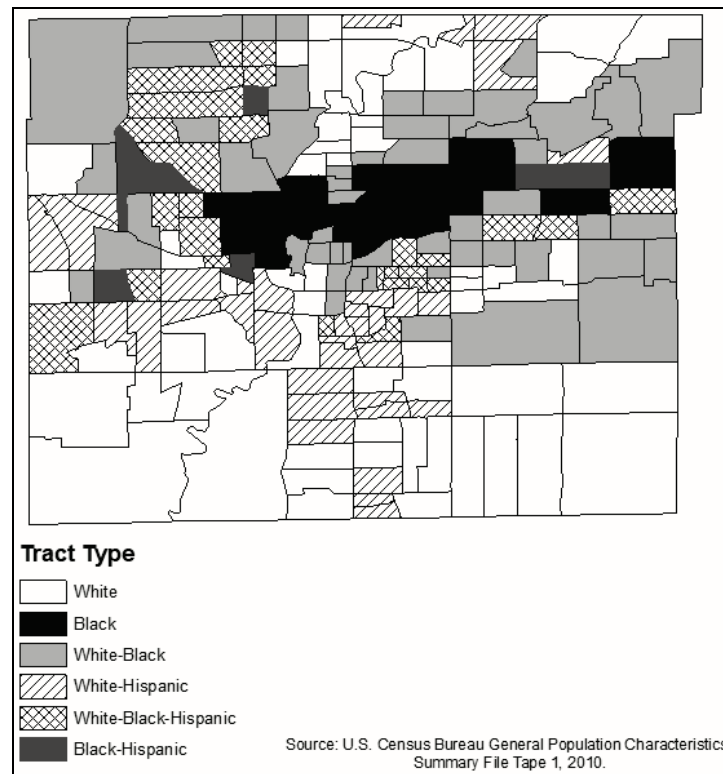 Tract Type
White
Black
White-Black
White-Hispanic
White-Black-Hispanic
Black-Hispanic
Source: U.S. Census Bureau General Population Characteristics
Summary File Tape 1, 2010.